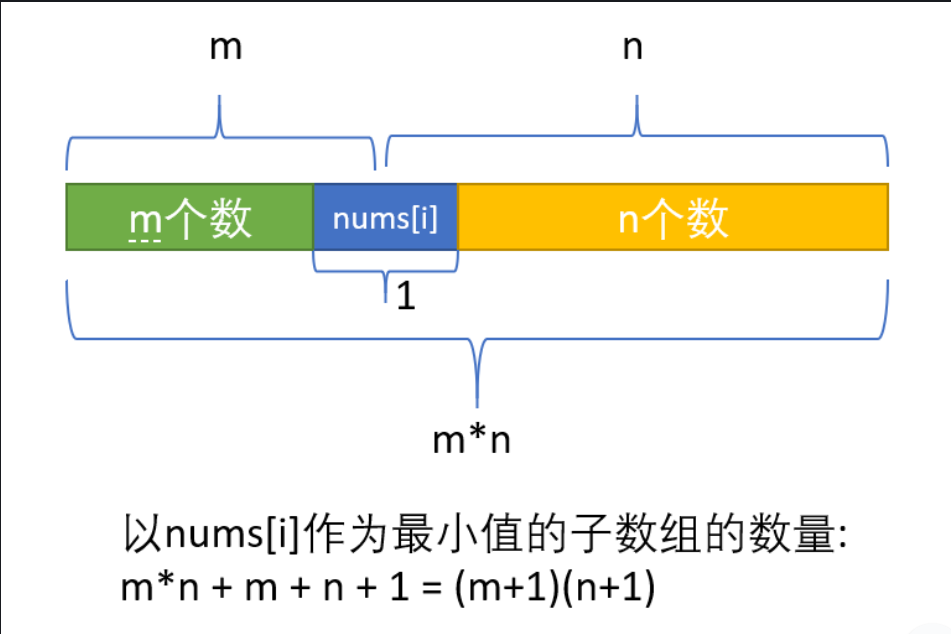 m
n
m个数
nums[i]
n个数
1
m*n
以nums[i]作为最小值的子数组的数量:
m*n + m + n + 1 = (m+1)(n+1)